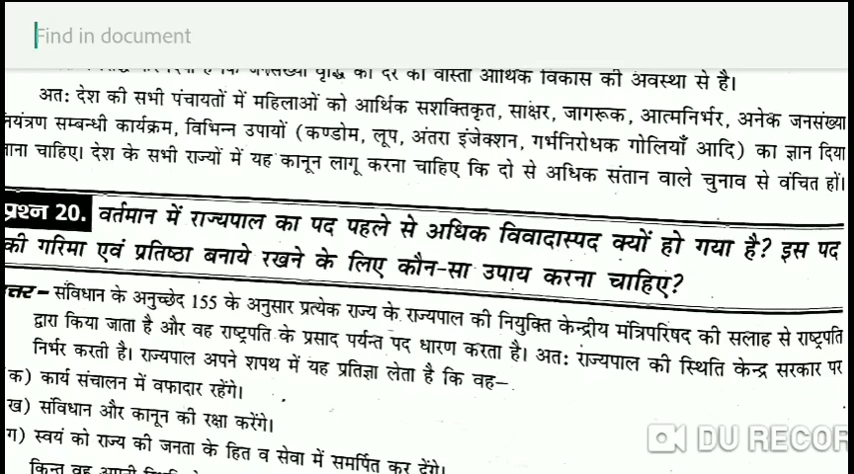 Find in document
जनसंख्या वृद्धि की दर का वास्ता आर्थिक विकास की अवस्था से है।
अत: देश की सभी पंचायतों में महिलाओं को आर्थिक सशक्तिकृत, साक्षर, जागरूक, आत्मनिर्भर, अनेक जनसंख्या
नियंत्रण सम्बन्धी कार्यक्रम, विभिन्न उपायों (कण्डोम, लूप, अंतरा इंजेक्शन, गर्भनिरोधक गोलियाँ आदि) का ज्ञान दिया
जाना चाहिए। देश के सभी राज्यों में यह कानून लागू करना चाहिए कि दो से अधिक संतान वाले चुनाव से वंचित हों।
प्रश्न 20. वर्तमान में राज्यपाल का पद पहले से अधिक विवादास्पद क्यों हो गया है? इस पद
की गरिमा एवं प्रतिष्ठा बनाये रखने के लिए कौन-सा उपाय करना चाहिए?
त्तर– संविधान के अनुच्छेद 155 के अनुसार प्रत्येक राज्य के राज्यपाल की नियुक्ति केन्द्रीय मंत्रिपरिषद की सलाह से राष्ट्रपति
द्वारा किया जाता है और वह राष्ट्रपति के प्रसाद पर्यन्त पद धारण करता है। अत: राज्यपाल की स्थिति केन्द्र सरकार पर
निर्भर करती है। राज्यपाल अपने शपथ में यह प्रतिज्ञा लेता है कि वह–
क) कार्य संचालन में वफादार रहेंगे।
ख) संविधान और कानून की रक्षा करेंगे।
ग) स्वयं को राज्य की जनता के हित व सेवा में समर्पित कर देंगे।
किन्तु वह अपनी
DU RECOR